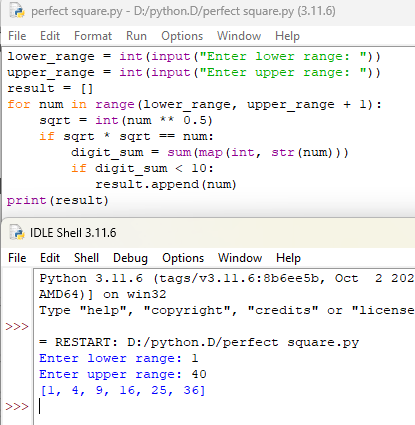 perfect square.py - D:/python.D/perfect square.py (3.11.6)
File Edit Format Run Options Window Help
lower_range = int(input("Enter lower range: "))
upper_range = int(input("Enter upper range: "))
result = []
for num in range(lower_range, upper_range + 1):
    sqrt = int(num ** 0.5)
    if sqrt * sqrt == num:
        digit_sum = sum(map(int, str(num)))
        if digit_sum < 10:
           result.append(num)
print(result)
IDLE Shell 3.11.6
File Edit Shell Debug Options Window Help
Python 3.11.6 (tags/v3.11.6:8b6ee5b, Oct  2 202
AMD64)] on win32
Type "help", "copyright", "credits" or "license
>>>
= RESTART: D:/python.D/perfect square.py
Enter lower range: 1
Enter upper range: 40
[1, 4, 9, 16, 25, 36]
>>>